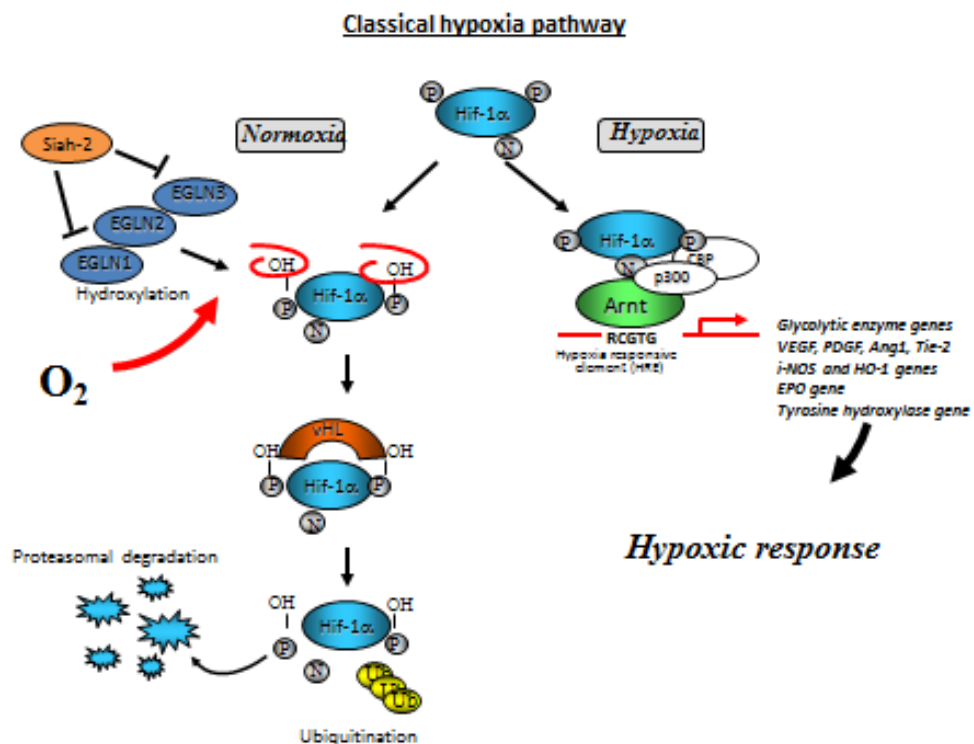 Classical hypoxia pathway
P
P
Hif-1α
N
Normoxia
Hypoxia
Siah-2
EGLN3
EGLN2
EGLN1
Hydroxylation
O2
OH
OH
P
Hif-1α
P
N
P
Hif-1α
P
CBP
N
p300
Arnt
RCGTG
Hypoxia responsive
element (HRE)
Glycolytic enzyme genes
VEGF, PDGF, Ang1, Tie-2
i-NOS and HO-1 genes
EPO gene
Tyrosine hydroxylase gene
Hypoxic response
vHL
OH
OH
P
Hif-1α
P
N
Proteasomal degradation
OH
OH
Hif-1α
P
P
N
Ub
Ubiquitination